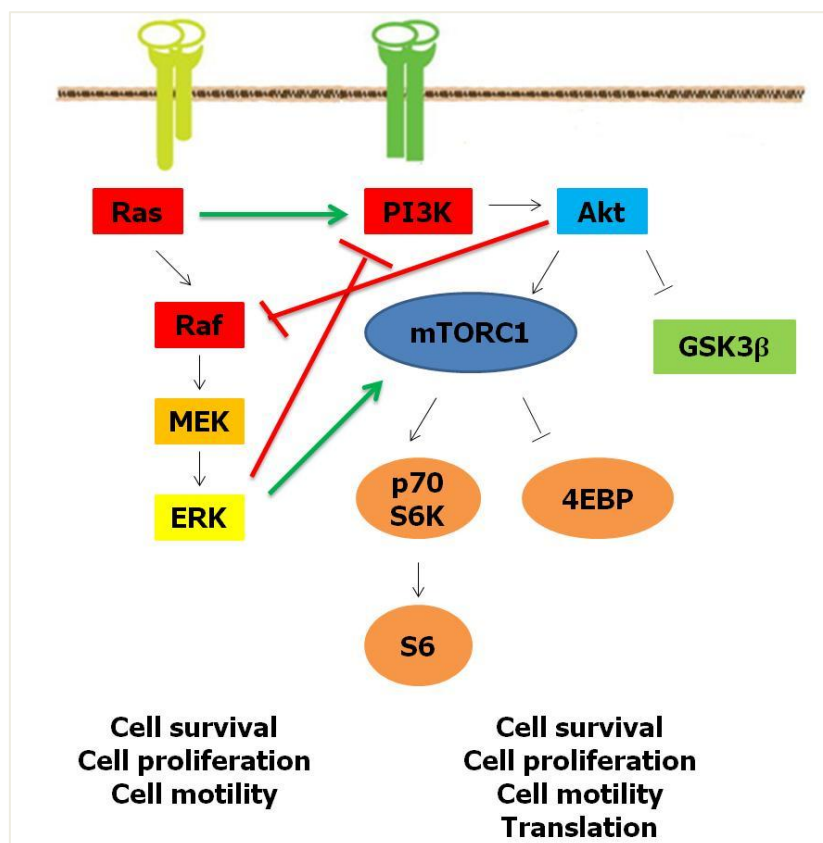 Ras
PI3K
Akt
Raf
mTORC1
GSK3β
MEK
p70
S6K
4EBP
ERK
S6
Cell survival
Cell proliferation
Cell motility
Cell survival
Cell proliferation
Cell motility
Translation